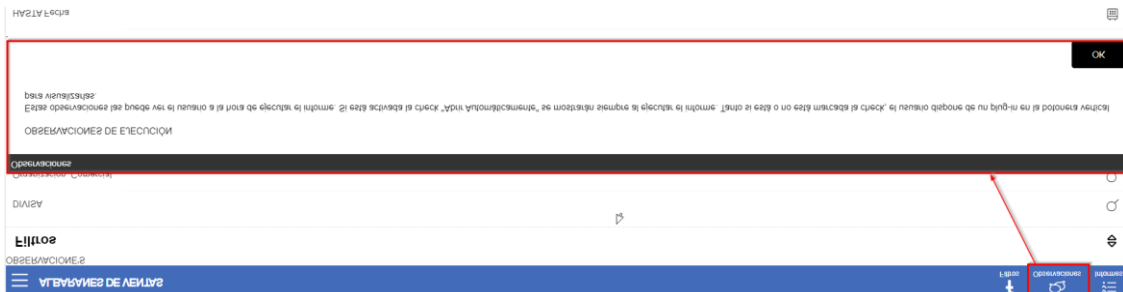 ALBARANES DE VENTAS
Filtros
Observaciones
Informes
OBSERVACIONE'S
Filtros
DIVISA
Organizacion Comercial
Observaciones
OBSERVACIONES DE EJECUCIÓN
Estas observaciones las puede ver el usuario a la hora de ejecutar el informe. Si está activada la check "Abrir Automáticamente" se mostrarán siempre al ejecutar el informe. Tanto si está o no está marcada la check, el usuario dispone de un plug-in en la botonera vertical
para visualizarlas.
OK
HASTA Fecha